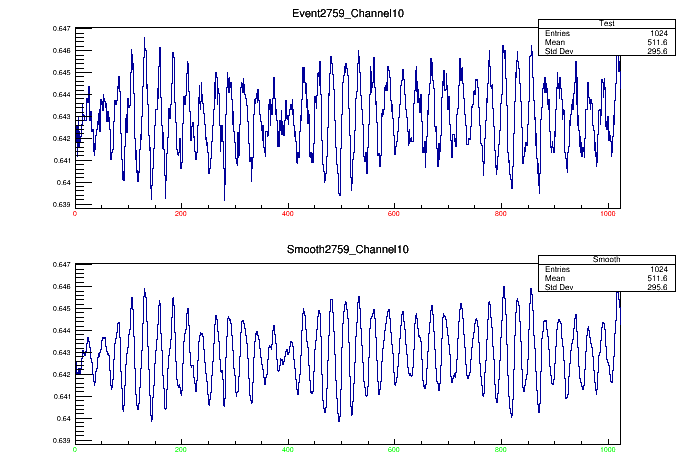 Event2759_Channel10
Test
Entries 1024
Mean 511.6
Std Dev 295.6
0.647
0.646
0.645
0.644
0.643
0.642
0.641
0.64
0.639
0 200 400 600 800 1000
Smooth2759_Channel10
Smooth
Entries 1024
Mean 511.6
Std Dev 295.6
0.647
0.646
0.645
0.644
0.643
0.642
0.641
0.64
0.639
0 200 400 600 800 1000